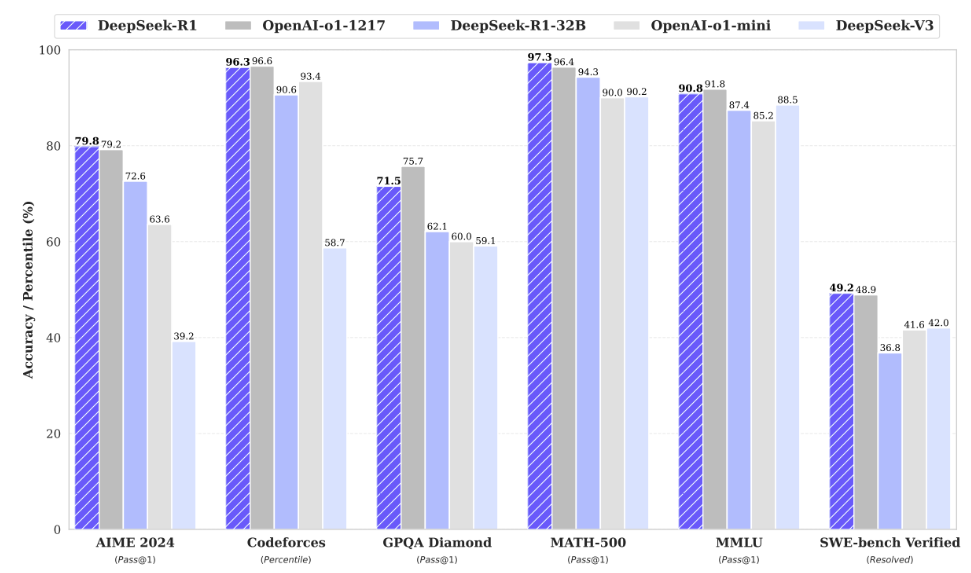 DeepSeek-R1 OpenAI-o1-1217 DeepSeek-R1-32B OpenAI-o1-mini DeepSeek-V3
Accuracy / Percentile (%)
100
80
60
40
20
0
79.8 79.2 72.6 63.6 39.2
96.3 96.6 90.6 93.4 58.7
71.5 75.7 62.1 60.0 59.1
97.3 96.4 94.3 90.0 90.2
90.8 91.8 87.4 85.2 88.5
49.2 48.9 36.8 41.6 42.0
AIME 2024 Codeforces GPQA Diamond MATH-500 MMLU SWE-bench Verified
(Pass@1) (Percentile) (Pass@1) (Pass@1) (Pass@1) (Resolved)